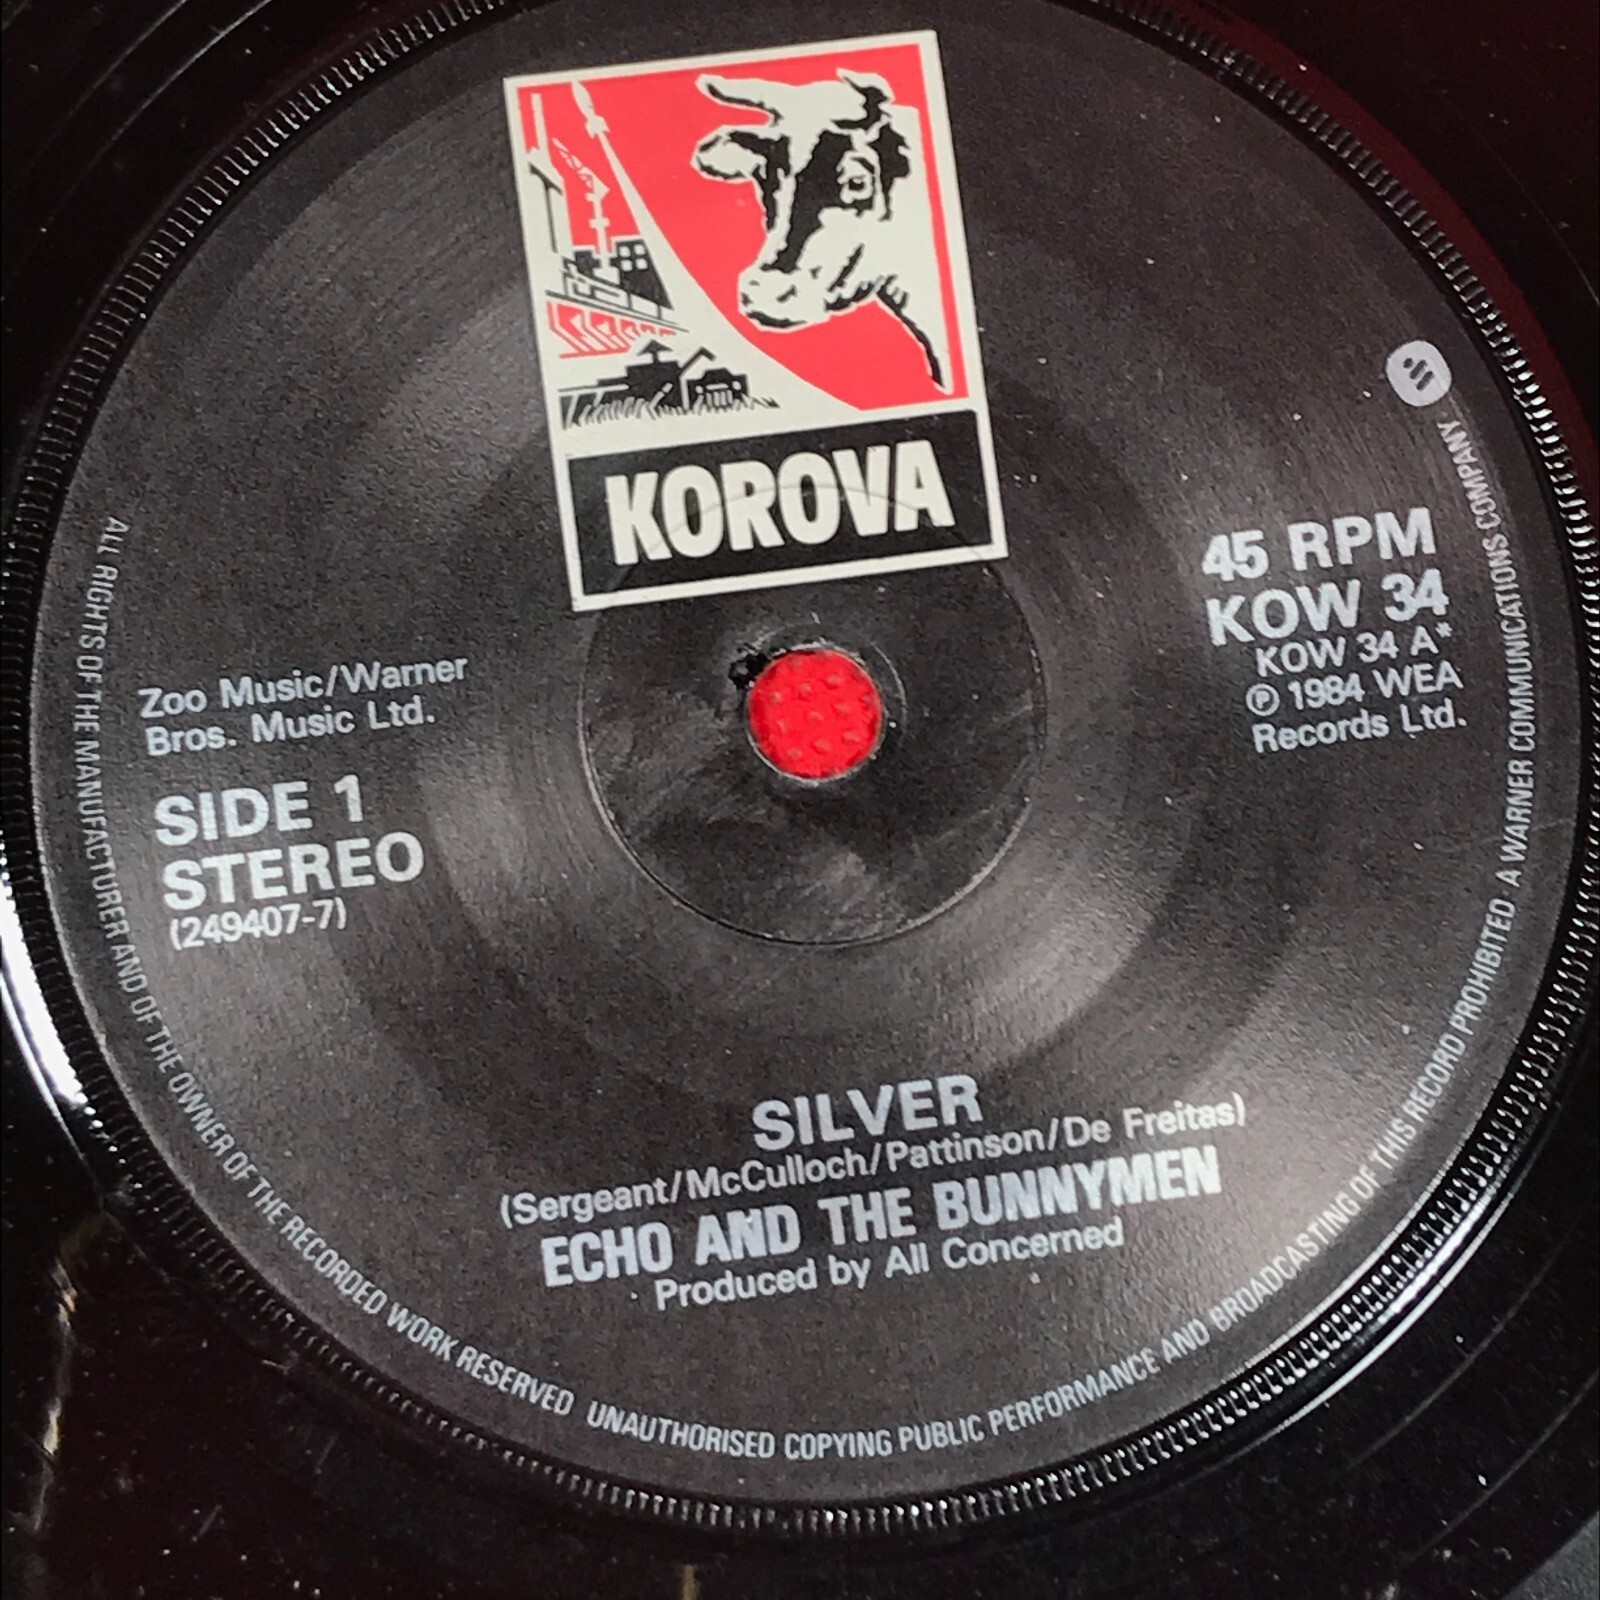 KOROVA
45 RPM
KOW 34
KOW 34 A*
Ⓟ 1984 WEA
Records Ltd.
Zoo Music/Warner
Bros. Music Ltd.
SIDE 1
STEREO
(249407-7)
SILVER
(Sergeant/McCulloch/Pattinson/De Freitas)
ECHO AND THE BUNNYMEN
Produced by All Concerned
ALL RIGHTS OF THE MANUFACTURER AND OF THE OWNER OF THE RECORDED WORK RESERVED UNAUTHORISED COPYING PUBLIC PERFORMANCE AND BROADCASTING OF THIS RECORD PROHIBITED A WARNER COMMUNICATIONS COMPANY.